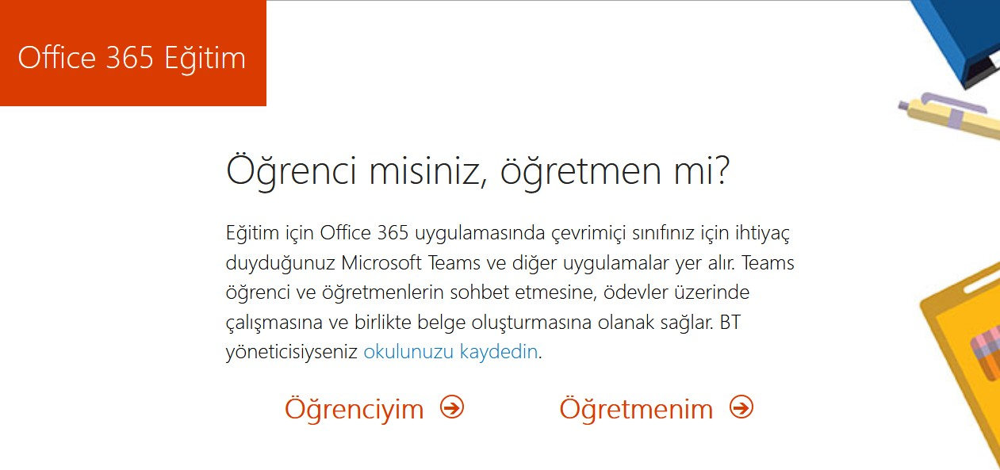 Office 365 Eğitim
Öğrenci misiniz, öğretmen mi?
Eğitim için Office 365 uygulamasında çevrimiçi sınıfınız için ihtiyaç
duyduğunuz Microsoft Teams ve diğer uygulamalar yer alır. Teams
öğrenci ve öğretmenlerin sohbet etmesine, ödevler üzerinde
çalışmasına ve birlikte belge oluşturmasına olanak sağlar. BT
yöneticisiyseniz okulunuzu kaydedin.
Öğrenciyim Öğretmenim